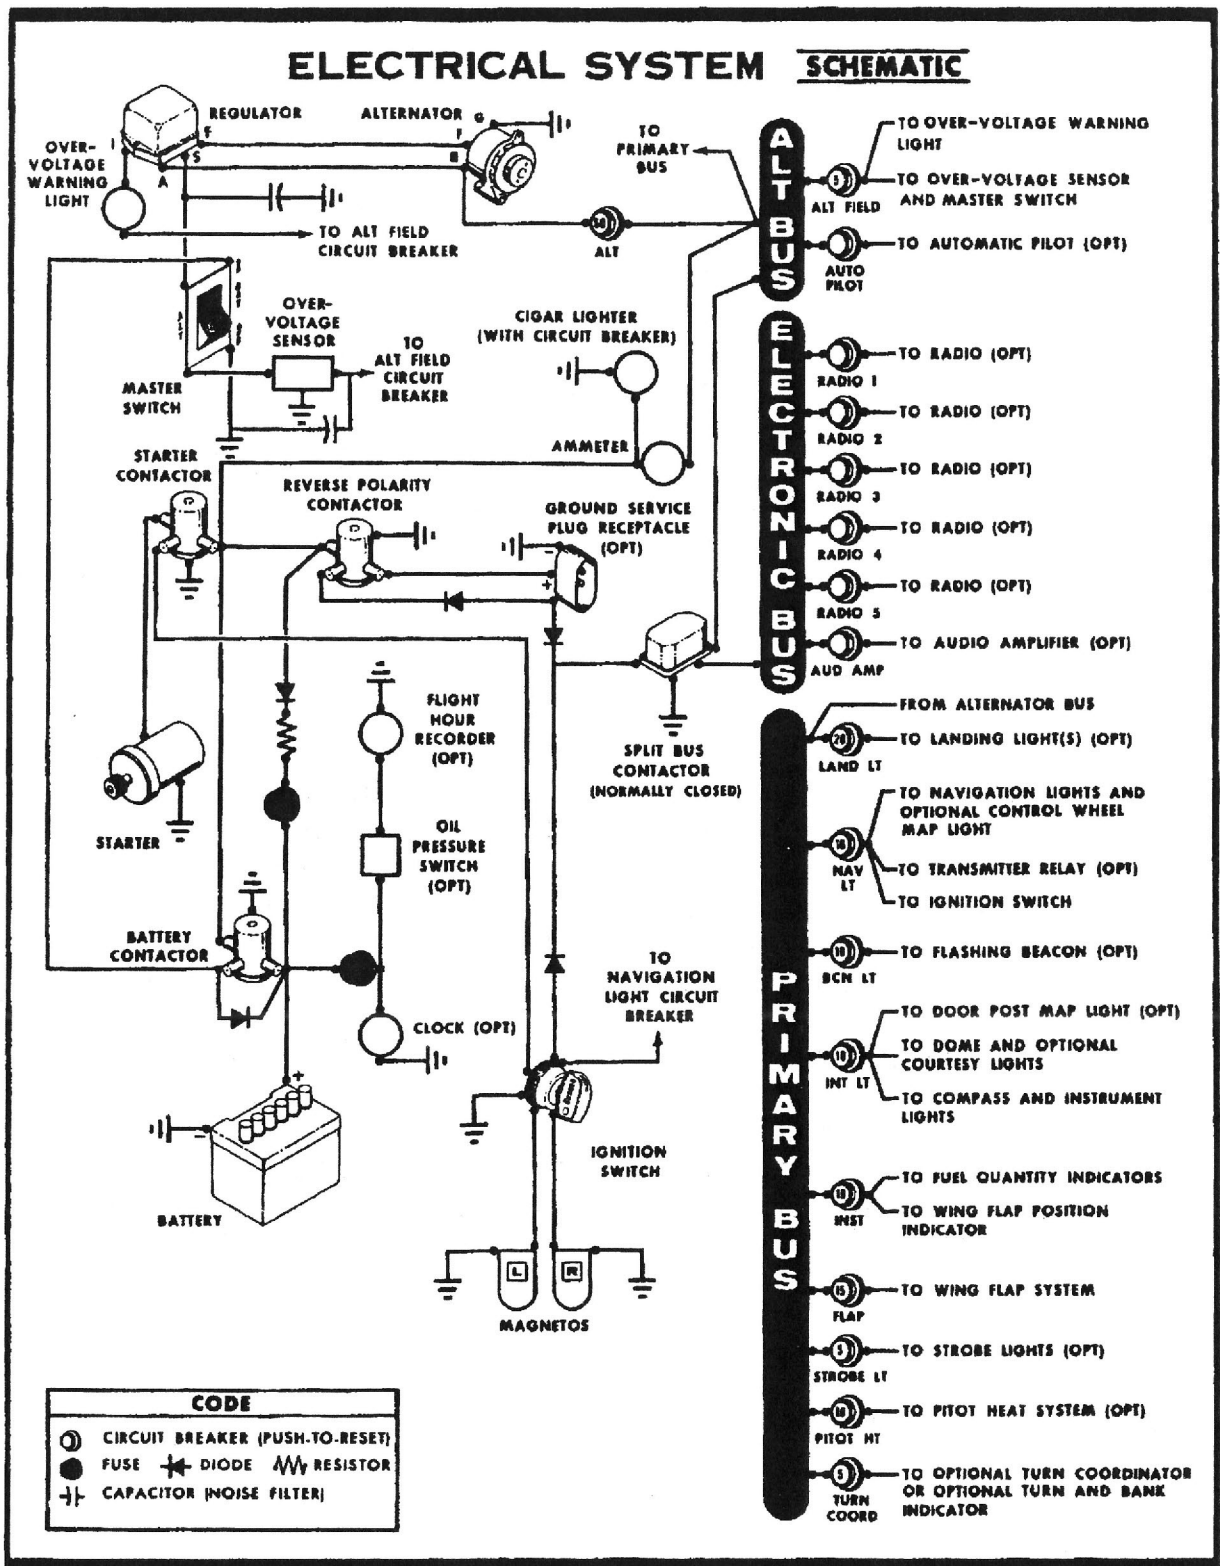 ELECTRICAL SYSTEM SCHEMATIC
REGULATOR
I
F
S
A
OVER-
VOLTAGE
WARNING
LIGHT
ALTERNATOR
G
F
B
TO
PRIMARY
BUS
ALT
TO ALT FIELD
CIRCUIT BREAKER
MASTER
SWITCH
OVER-
VOLTAGE
SENSOR
TO
ALT FIELD
CIRCUIT
BREAKER
CIGAR LIGHTER
(WITH CIRCUIT BREAKER)
AMMETER
STARTER
CONTACTOR
REVERSE POLARITY
CONTACTOR
GROUND SERVICE
PLUG RECEPTACLE
(OPT)
-
+
STARTER
FLIGHT
HOUR
RECORDER
(OPT)
OIL
PRESSURE
SWITCH
(OPT)
SPLIT BUS
CONTACTOR
(NORMALLY CLOSED)
BATTERY
CONTACTOR
CLOCK (OPT)
TO
NAVIGATION
LIGHT CIRCUIT
BREAKER
+
-
BATTERY
IGNITION
SWITCH
L
R
MAGNETOS
ALT BUS
5
ALT FIELD
TO OVER-VOLTAGE WARNING
LIGHT
TO OVER-VOLTAGE SENSOR
AND MASTER SWITCH
AUTO
PILOT
TO AUTOMATIC PILOT (OPT)
ELECTRONIC BUS
RADIO 1
TO RADIO (OPT)
RADIO 2
TO RADIO (OPT)
RADIO 3
TO RADIO (OPT)
RADIO 4
TO RADIO (OPT)
RADIO 5
TO RADIO (OPT)
AUD AMP
TO AUDIO AMPLIFIER (OPT)
PRIMARY BUS
FROM ALTERNATOR BUS
20
LAND LT
TO LANDING LIGHT(S) (OPT)
NAV
LT
TO NAVIGATION LIGHTS AND
OPTIONAL CONTROL WHEEL
MAP LIGHT
TO TRANSMITTER RELAY (OPT)
TO IGNITION SWITCH
10
BCN LT
TO FLASHING BEACON (OPT)
10
INT LT
TO DOOR POST MAP LIGHT (OPT)
TO DOME AND OPTIONAL
COURTESY LIGHTS
TO COMPASS AND INSTRUMENT
LIGHTS
10
INST
TO FUEL QUANTITY INDICATORS
TO WING FLAP POSITION
INDICATOR
15
FLAP
TO WING FLAP SYSTEM
5
STROBE LT
TO STROBE LIGHTS (OPT)
PITOT HT
TO PITOT HEAT SYSTEM (OPT)
5
TURN
COORD
TO OPTIONAL TURN COORDINATOR
OR OPTIONAL TURN AND BANK
INDICATOR
CODE
CIRCUIT BREAKER (PUSH-TO-RESET)
FUSE DIODE RESISTOR
CAPACITOR (NOISE FILTER)